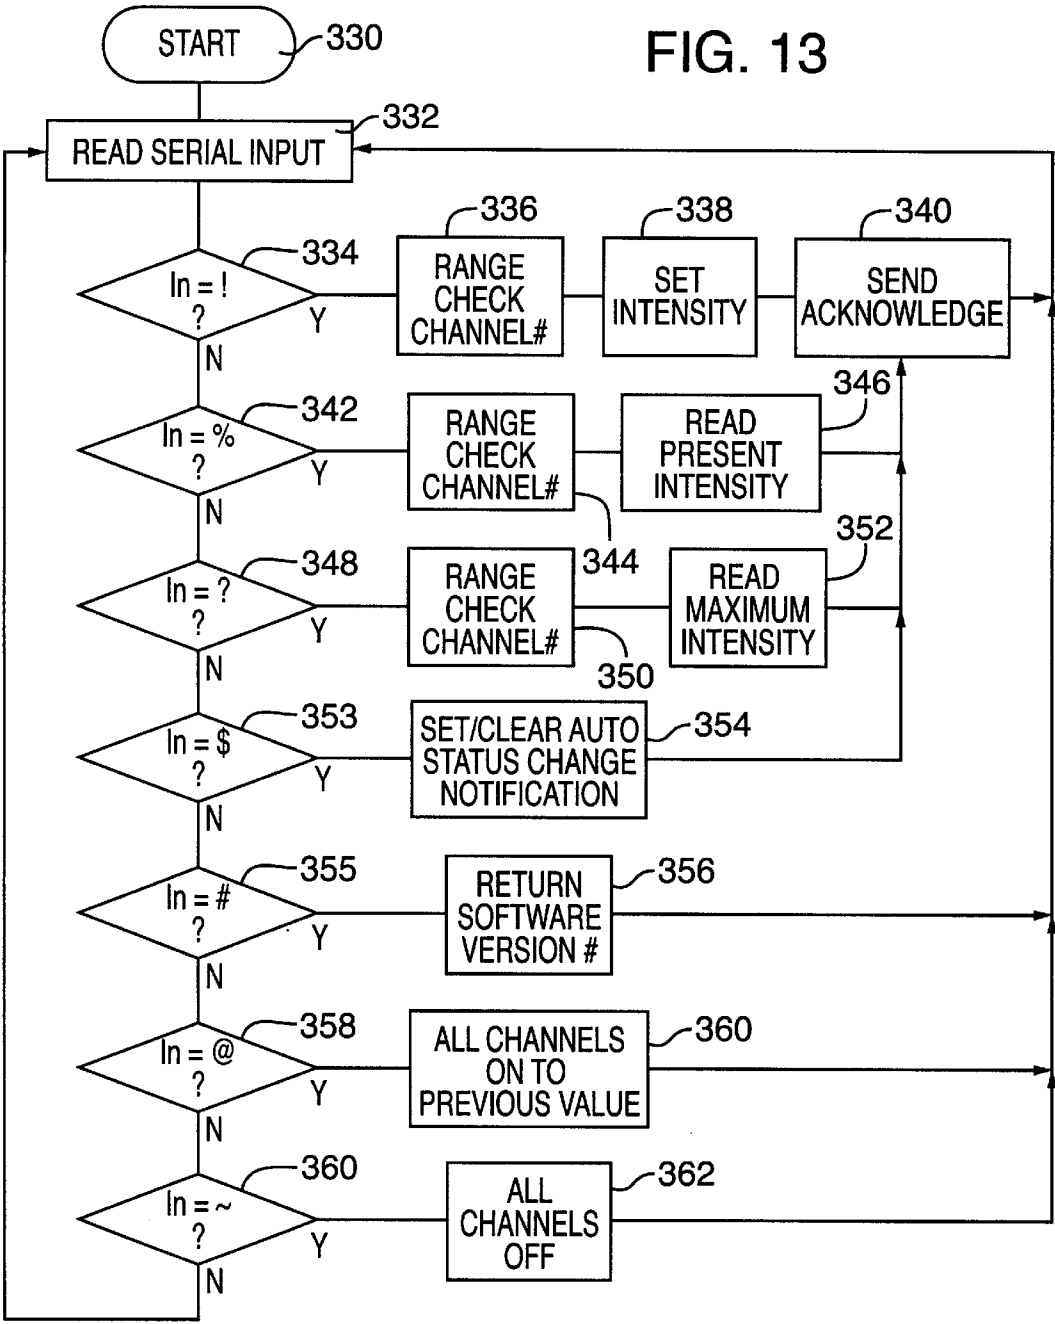 START
330
FIG. 13
332
READ SERIAL INPUT
336
338
340
334
In = !
?
Y
N
RANGE
CHECK
CHANNEL#
SET
INTENSITY
SEND
ACKNOWLEDGE
342
In = %
?
Y
N
RANGE
CHECK
CHANNEL#
344
READ
PRESENT
INTENSITY
346
348
In = ?
?
Y
N
RANGE
CHECK
CHANNEL#
350
READ
MAXIMUM
INTENSITY
352
353
In = $
?
Y
N
SET/CLEAR AUTO
STATUS CHANGE
NOTIFICATION
354
355
In = #
?
Y
N
RETURN
SOFTWARE
VERSION #
356
358
In = @
?
Y
N
ALL CHANNELS
ON TO
PREVIOUS VALUE
360
360
In = ~
?
Y
N
ALL
CHANNELS
OFF
362